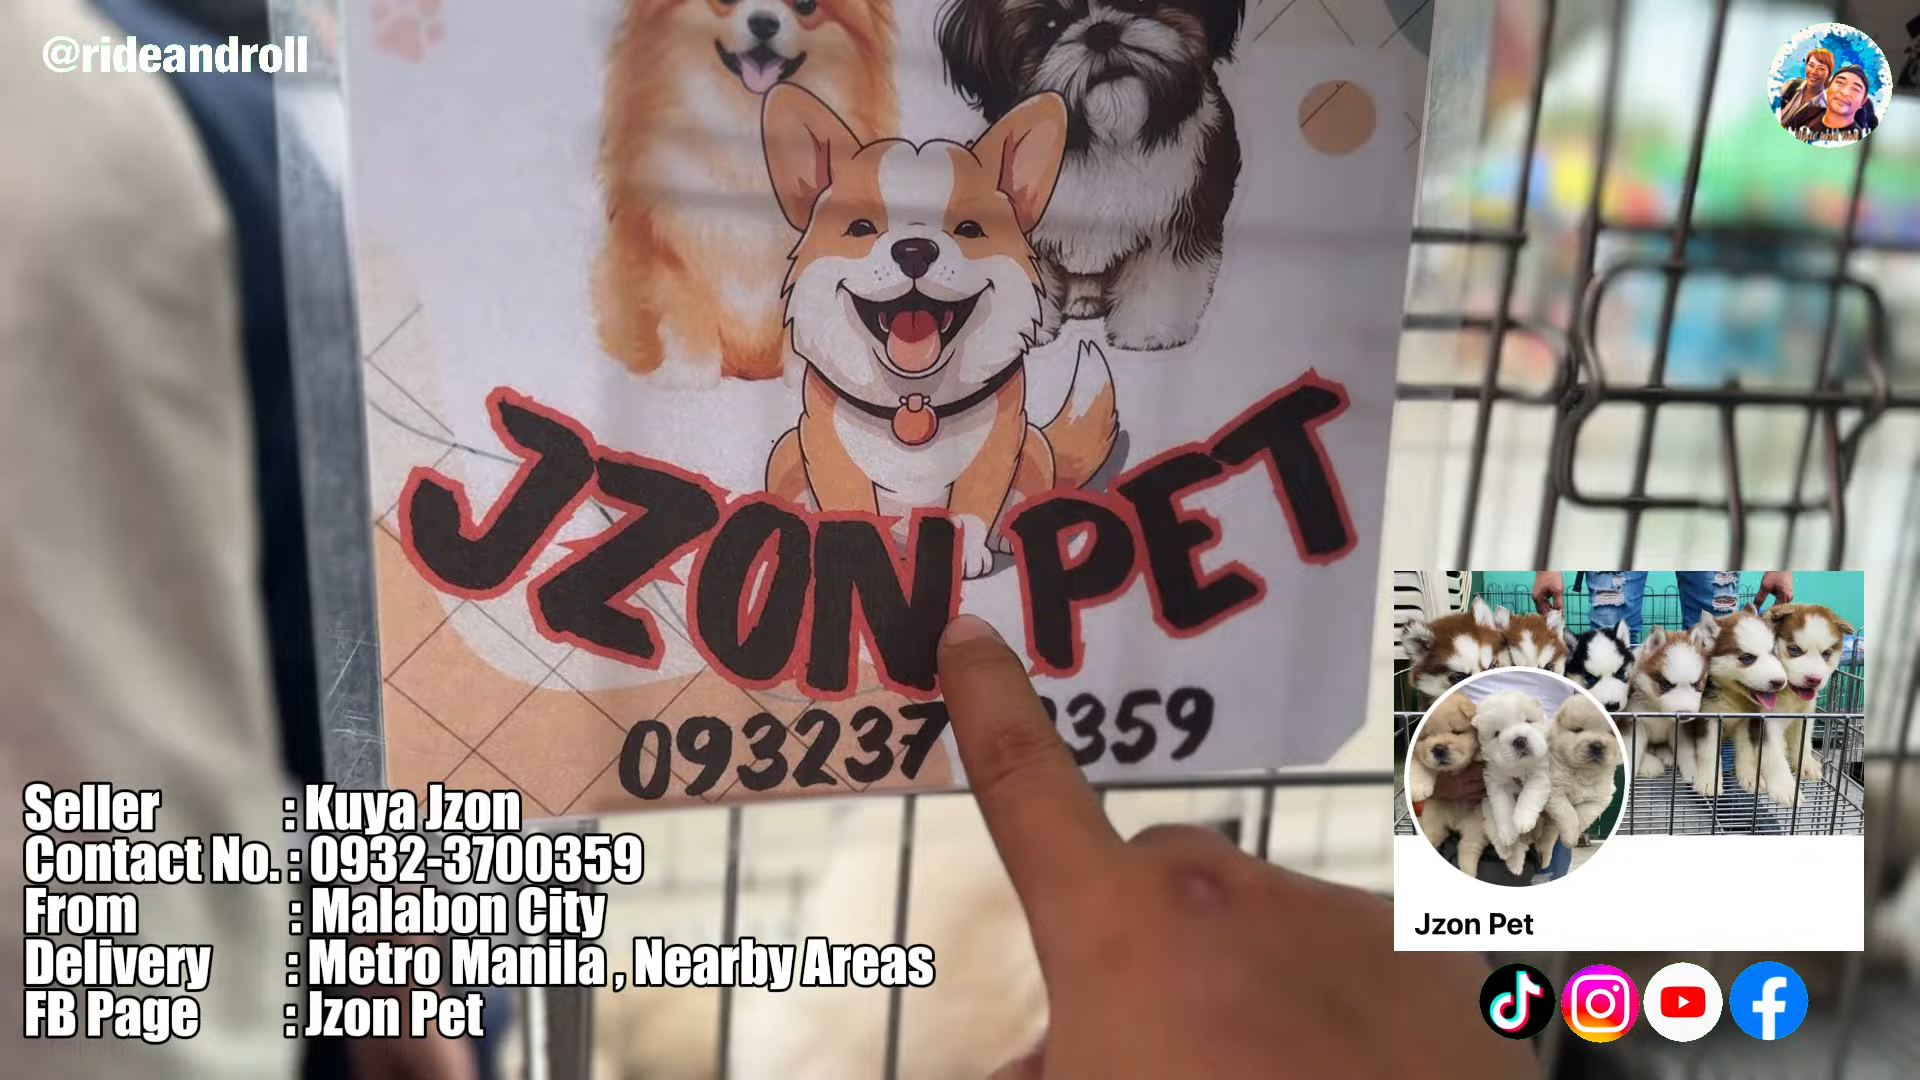 @rideandroll
JZON PET
093237 359
Seller : Kuya Jzon
Contact No. : 0932-3700359
From : Malabon City
Delivery : Metro Manila , Nearby Areas
FB Page : Jzon Pet
Jzon Pet